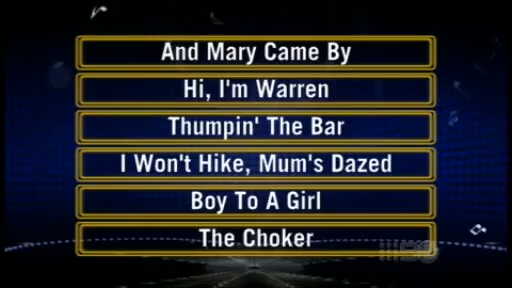 And Mary Came By
Hi, I'm Warren
Thumpin' The Bar
I Won't Hike, Mum's Dazed
Boy To A Girl
The Choker